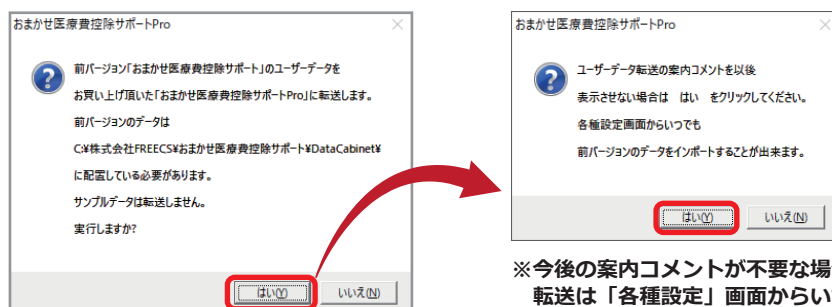 おまかせ医療費控除サポートPro
前バージョン「おまかせ医療費控除サポート」のユーザーデータを
お買い上げ頂いた「おまかせ医療費控除サポートPro」に転送します。
前バージョンのデータは
C:¥株式会社FREECS¥おまかせ医療費控除サポート¥DataCabinet¥
に配置している必要があります。
サンプルデータは転送しません。
実行しますか?
はい(Y)
いいえ(N)
おまかせ医療費控除サポートPro
ユーザーデータ転送の案内コメントを以後
表示させない場合は はい をクリックしてください。
各種設定画面からいつでも
前バージョンのデータをインポートすることが出来ます。
はい(Y)
いいえ(N)
※今後の案内コメントが不要な場
転送は「各種設定」画面からい